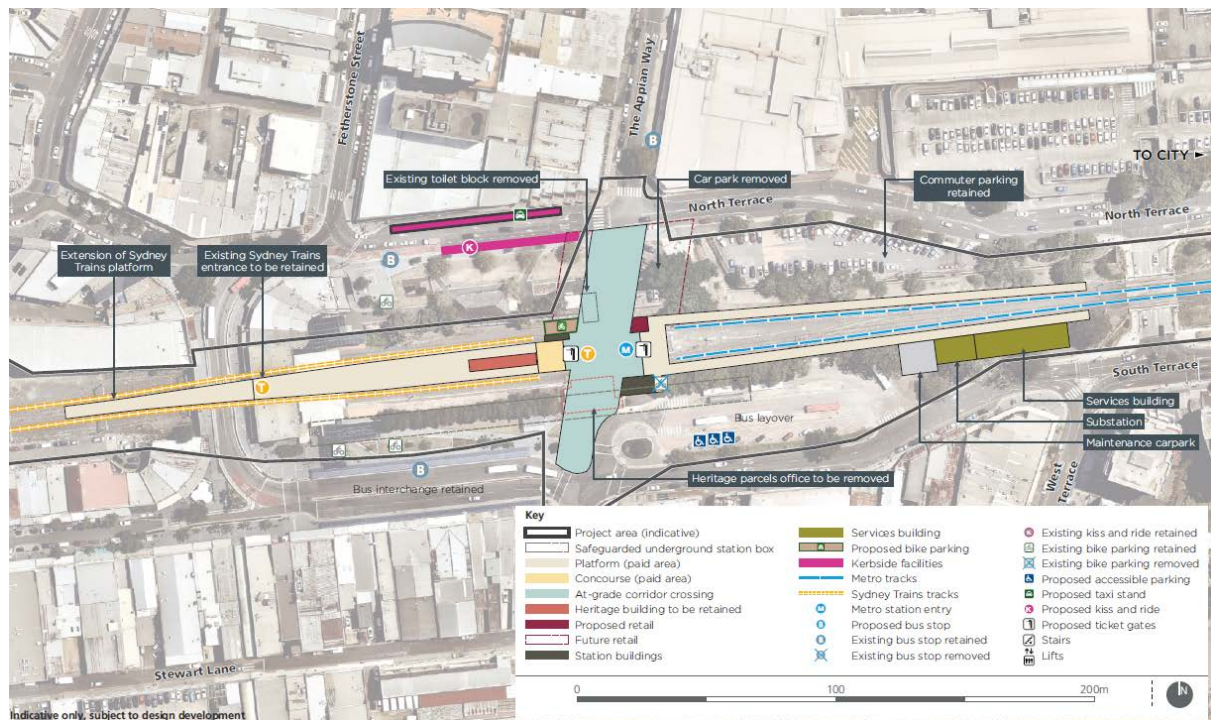 Fetherstone Street
The Appian Way
B
TO CITY
Existing toilet block removed
Car park removed
Commuter parking
retained
North Terrace
North Terrace
K
B
Extension of Sydney
Trains platform
Existing Sydney Trains
entrance to be retained
T
M
T
South Terrace
Bus layover
Services building
Substation
Maintenance carpark
B
Bus interchange retained
Heritage parcels office to be removed
West
Terrace
Key
Project area (indicative)
Safeguarded underground station box
Platform (paid area)
Concourse (paid area)
At-grade corridor crossing
Heritage building to be retained
Proposed retail
Future retail
Station buildings
Services building
Proposed bike parking
Kerbside facilities
Metro tracks
Sydney Trains tracks
M Metro station entry
B Proposed bus stop
B Existing bus stop retained
Existing bus stop removed
K Existing kiss and ride retained
Existing bike parking retained
Existing bike parking removed
Proposed accessible parking
Proposed taxi stand
K Proposed kiss and ride
Proposed ticket gates
Stairs
Lifts
Stewart Lane
0 100 200m
N
Indicative only, subject to design development